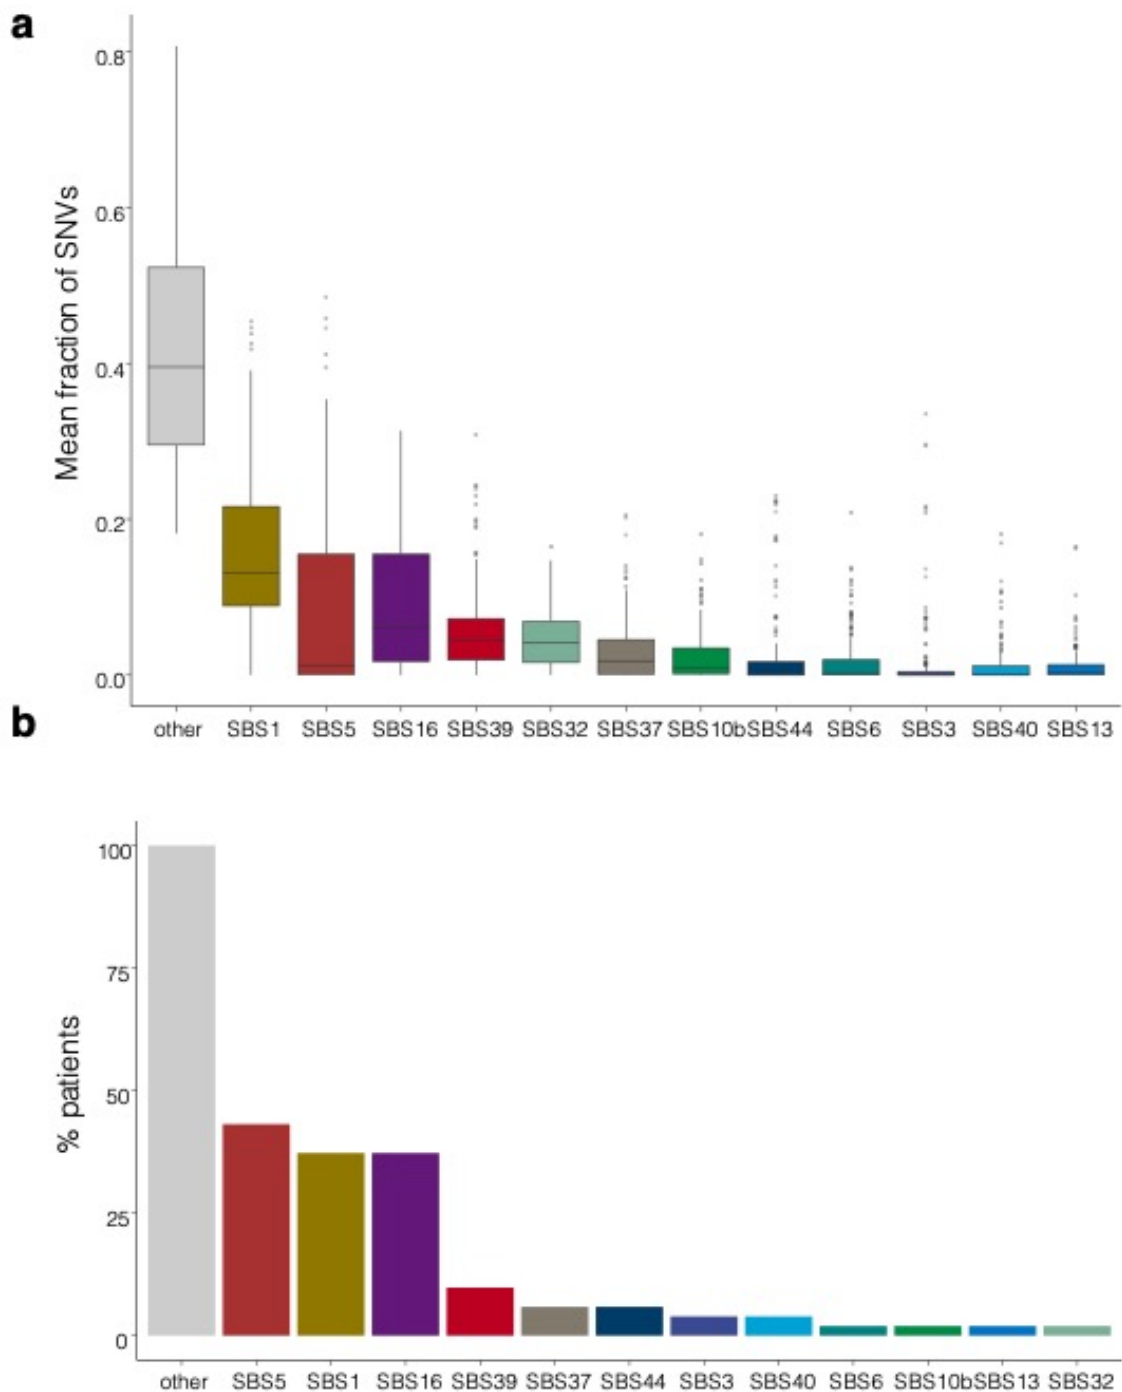 a
Mean fraction of SNVs
0.8
0.6
0.4
0.2
0.0
other SBS1 SBS5 SBS16 SBS39 SBS32 SBS37 SBS10b SBS44 SBS6 SBS3 SBS40 SBS13
b
% patients
100
75
50
25
0
other SBS5 SBS1 SBS16 SBS39 SBS37 SBS44 SBS3 SBS40 SBS6 SBS10b SBS13 SBS32